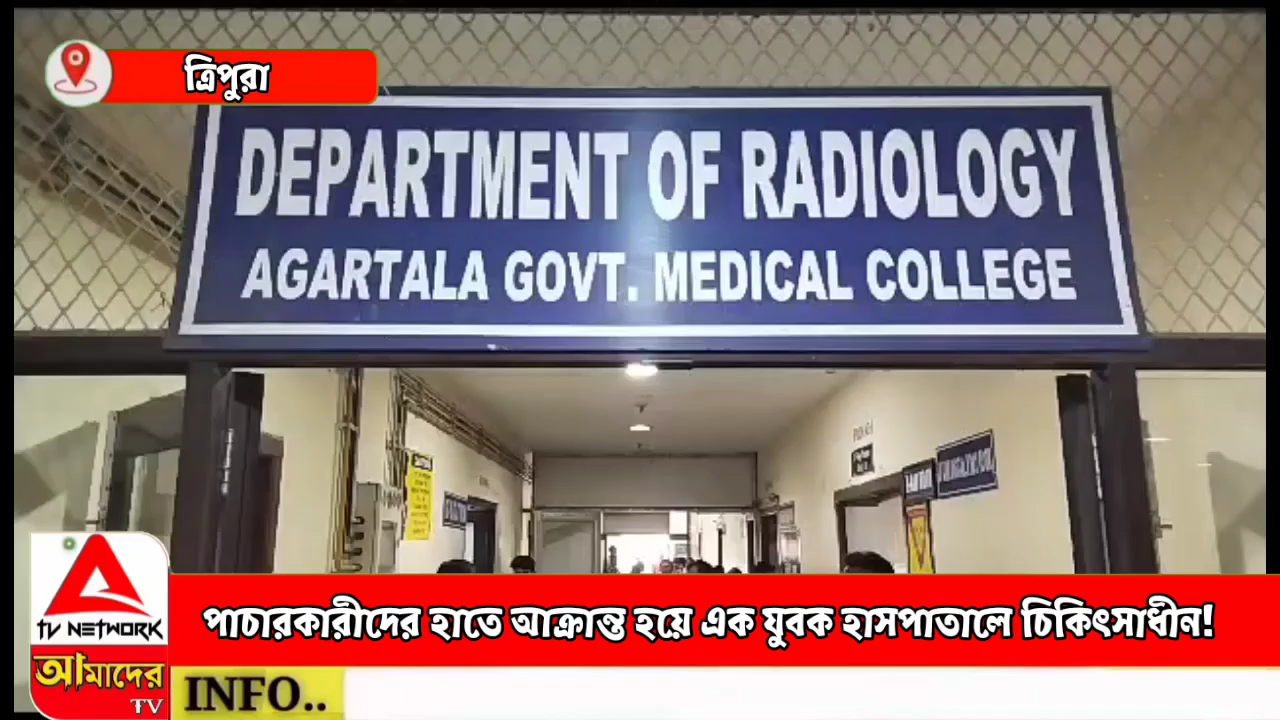 ত্রিপুরা
DEPARTMENT OF RADIOLOGY
AGARTALA GOVT. MEDICAL COLLEGE
পাচারকারীদের হাতে আক্রান্ত হয়ে এক যুবক হাসপাতালে চিকিৎসাধীন!
TV NETWORK
আমাদের
TV
INFO..